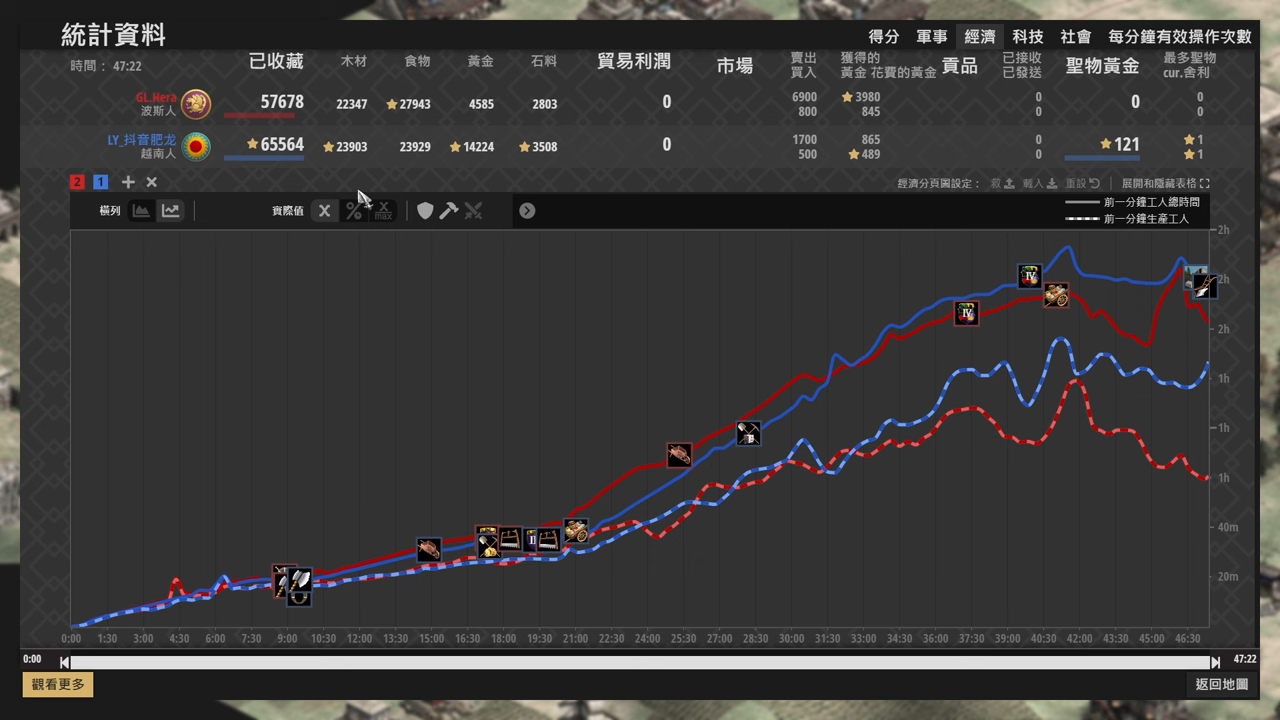 統計資料
得分 軍事 經濟 科技 社會 每分鐘有效操作次數
時間： 47:22
已收藏 木材 食物 黃金 石料 貿易利潤 市場 賣出 買入 獲得的黃金 花費的黃金 貢品 已接收 已發送 聖物黃金 最多聖物 cur.舍利
GL.Hera
波斯人
57678 22347 27943 4585 2803 0 6900 3980 0 0 0
800 845 0 0
LY_抖音肥龙
越南人
65564 23903 23929 14224 3508 0 1700 865 0 121 1
500 489 0 1
2 1
經濟分頁圖設定： 載入 重設 展開和隱藏表格
橫列 實際值 X % X max
前一分鐘工人總時間
前一分鐘生產工人
2h
2h
2h
1h
1h
1h
40m
20m
IV IV
0:00 1:30 3:00 4:30 6:00 7:30 9:00 10:30 12:00 13:30 15:00 16:30 18:00 19:30 21:00 22:30 24:00 25:30 27:00 28:30 30:00 31:30 33:00 34:30 36:00 37:30 39:00 40:30 42:00 43:30 45:00 46:30
0:00 47:22
觀看更多
返回地圖